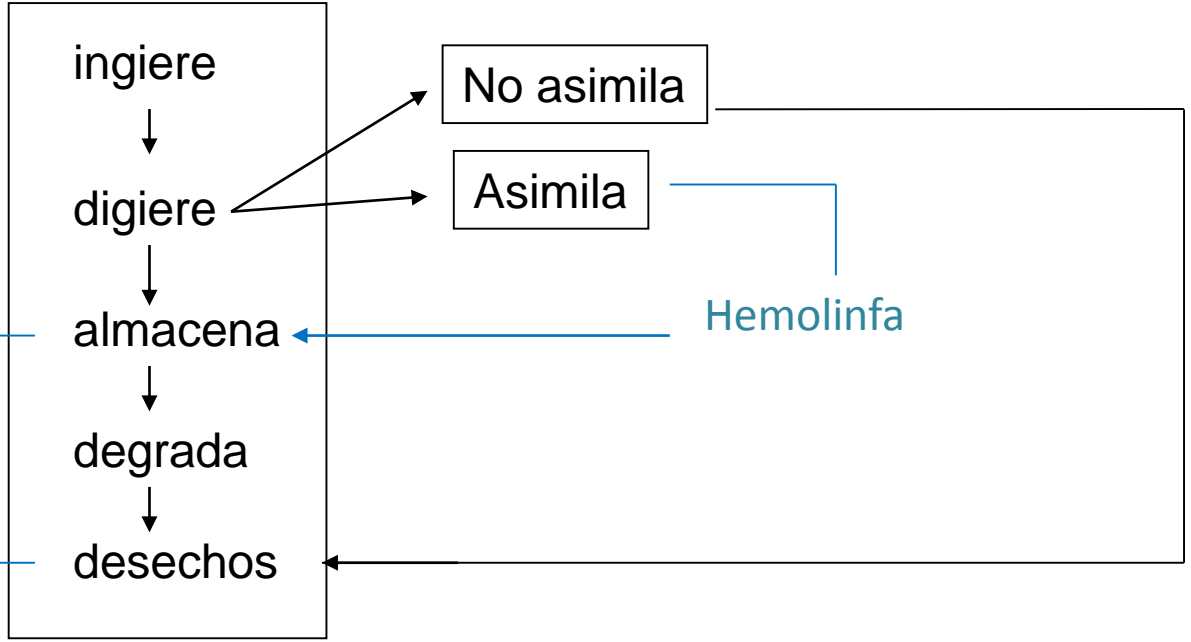 ingiere
No asimila
Asimila
digiere
Hemolinfa
almacena
degrada
desechos